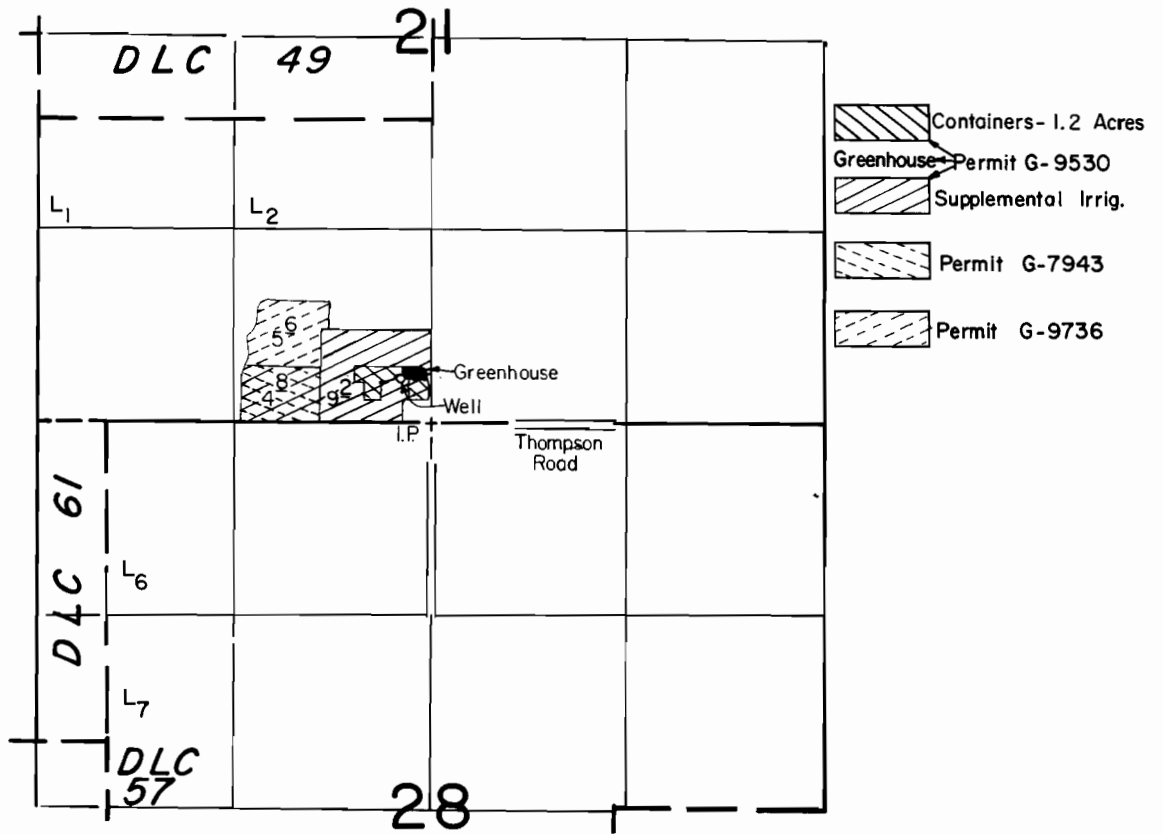 21
DLC 49
Containers- 1.2 Acres
Greenhouse Permit G-9530
Supplemental Irrig.
L1 L2
Permit G-7943
Permit G-9736
5 6
4 8
9 2
Greenhouse
Well
I.P.
Thompson
Road
DLC 61
L6
L7
DLC
57
28